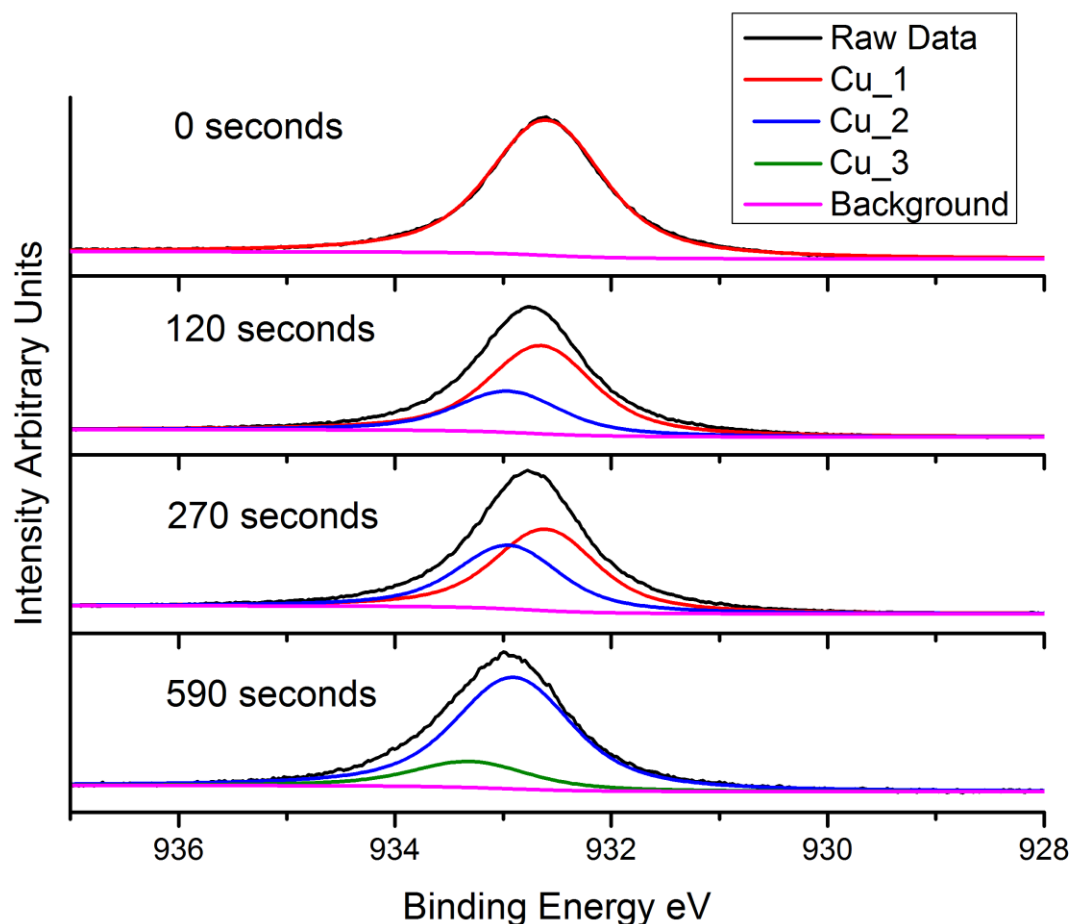 Raw Data
Cu_1
Cu_2
Cu_3
Background
0 seconds
120 seconds
270 seconds
590 seconds
Intensity Arbitrary Units
936
934
932
930
928
Binding Energy eV